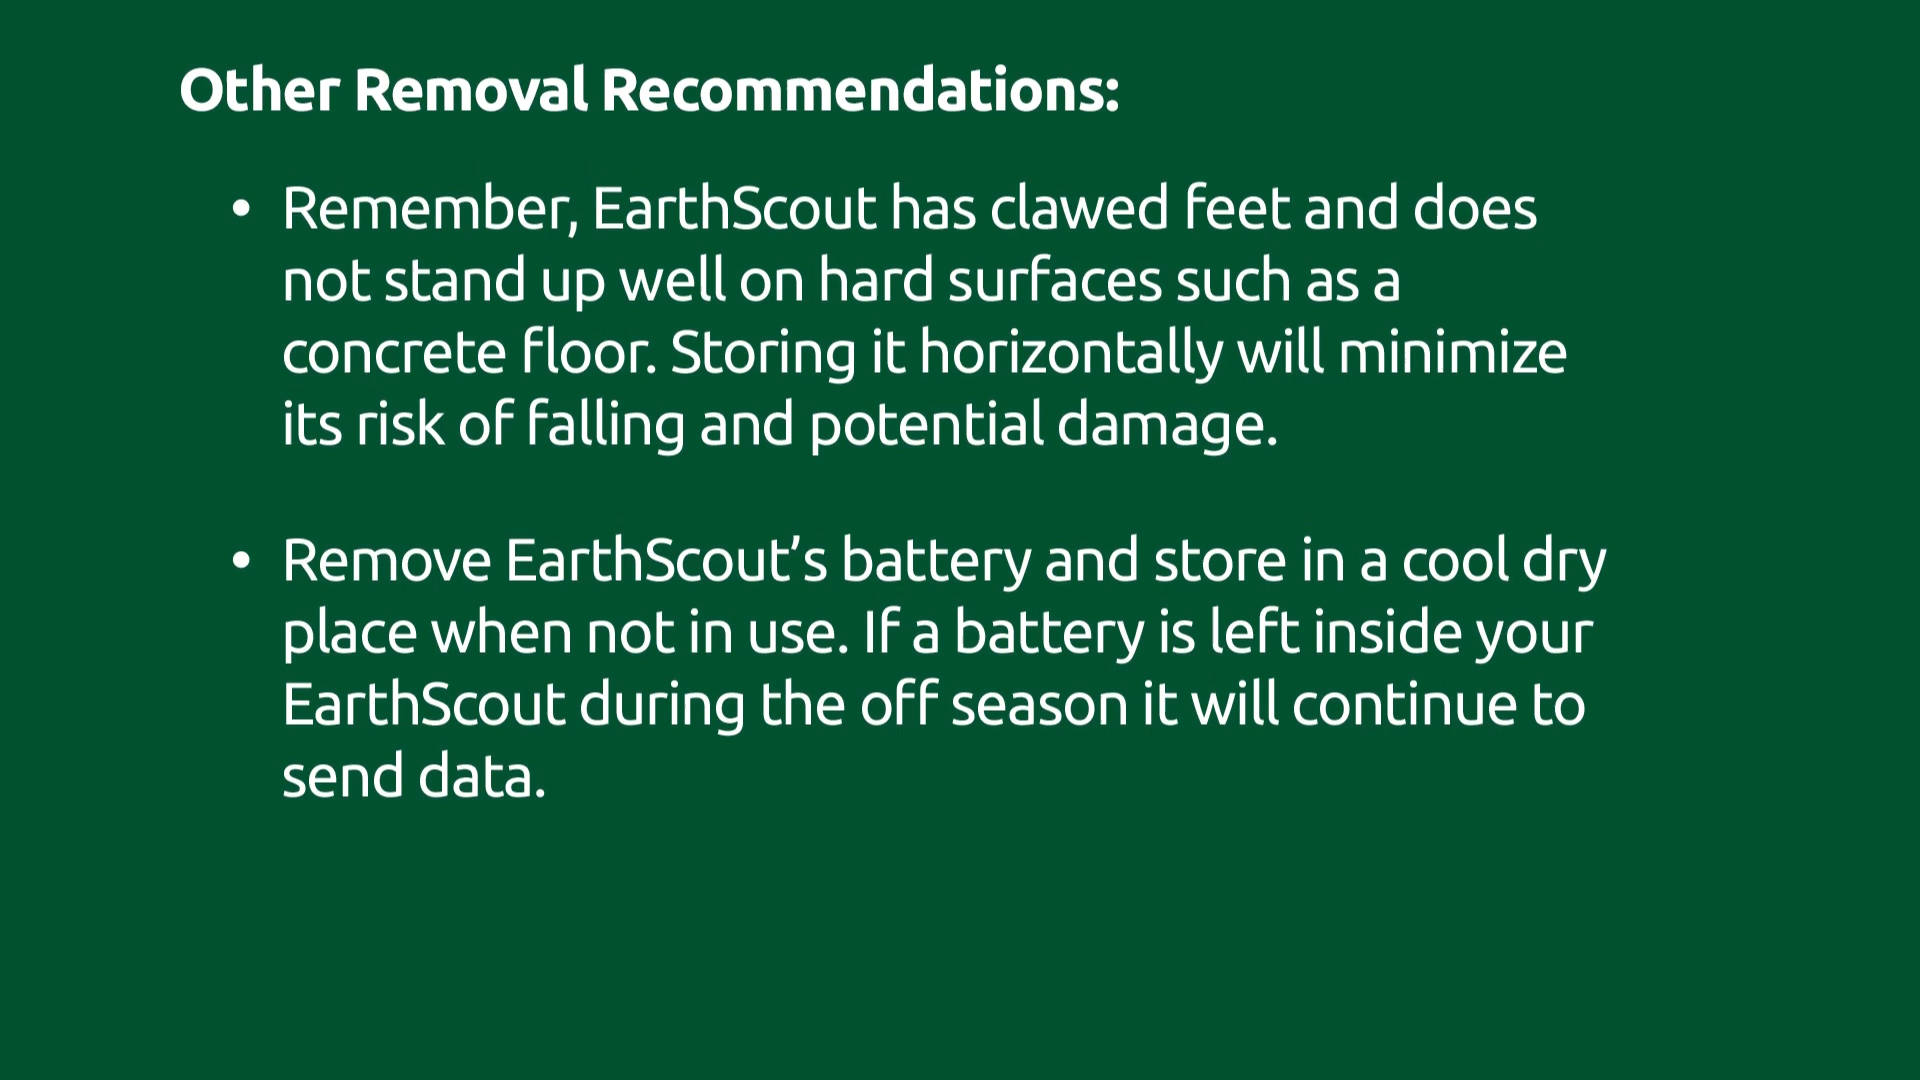 Other Removal Recommendations:
• Remember, EarthScout has clawed feet and does
not stand up well on hard surfaces such as a
concrete floor. Storing it horizontally will minimize
its risk of falling and potential damage.
• Remove EarthScout’s battery and store in a cool dry
place when not in use. If a battery is left inside your
EarthScout during the off season it will continue to
send data.